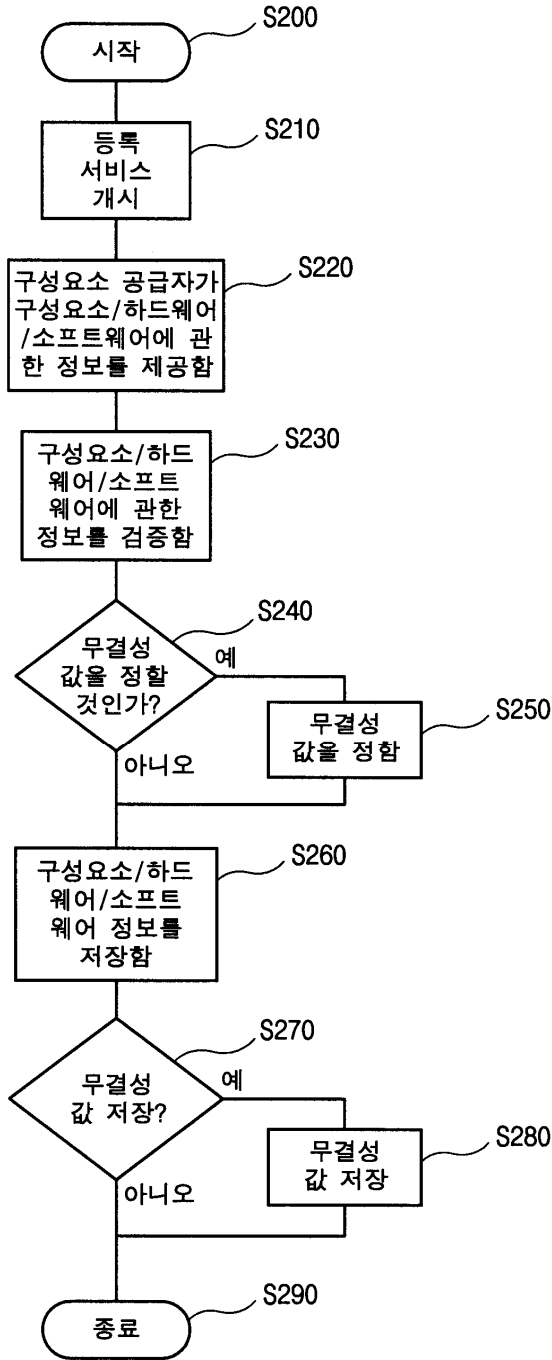 S200
시작
S210
등록
서비스
개시
S220
구성요소 공급자가
구성요소/하드웨어
/소프트웨어에 관
한 정보를 제공함
S230
구성요소/하드
웨어/소프트
웨어에 관한
정보를 검증함
S240
무결성
값을 정할
것인가?
예
아니오
S250
무결성
값을 정함
S260
구성요소/하드
웨어/소프트
웨어 정보를
저장함
S270
무결성
값 저장?
예
아니오
S280
무결성
값 저장
S290
종료